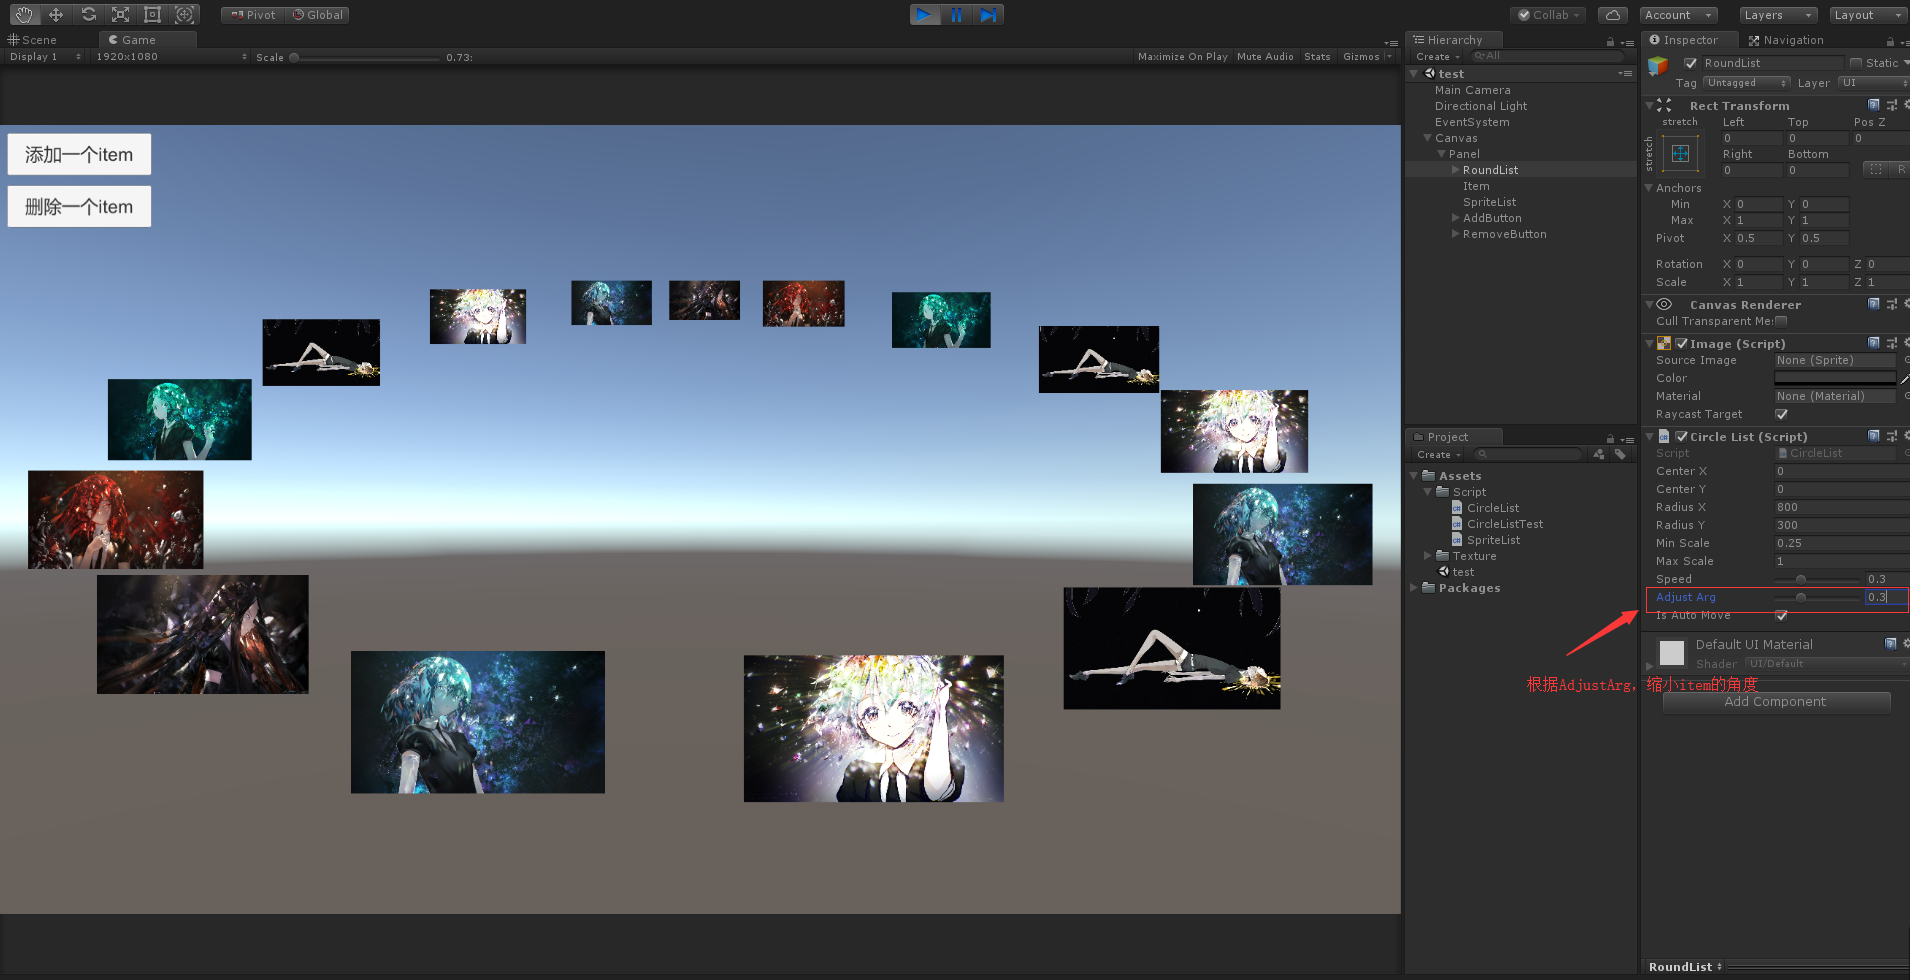 Pivot
Global
Collab
Account
Layers
Layout
Scene
Game
Display 1
1920x1080
Scale
0.73:
Maximize On Play
Mute Audio
Stats
Gizmos
添加一个item
删除一个item
Hierarchy
Create
All
test
Main Camera
Directional Light
EventSystem
Canvas
Panel
RoundList
Item
SpriteList
AddButton
RemoveButton
Project
Create
Assets
Script
CircleList
CircleListTest
SpriteList
Texture
test
Packages
Inspector
Navigation
RoundList
Static
Tag Untagged Layer UI
Rect Transform
stretch
stretch
Left Top Pos Z
0 0 0
Right Bottom
0 0
R
Anchors
Min X 0 Y 0
Max X 1 Y 1
Pivot X 0.5 Y 0.5
Rotation X 0 Y 0 Z 0
Scale X 1 Y 1 Z 1
Canvas Renderer
Cull Transparent Me:
Image (Script)
Source Image None (Sprite)
Color
Material None (Material)
Raycast Target
Circle List (Script)
Script CircleList
Center X 0
Center Y 0
Radius X 800
Radius Y 300
Min Scale 0.25
Max Scale 1
Speed 0.3
Adjust Arg 0.3
Is Auto Move
Default UI Material
Shader UI/Default
根据AdjustArg，缩小item的角度
Add Component
RoundList